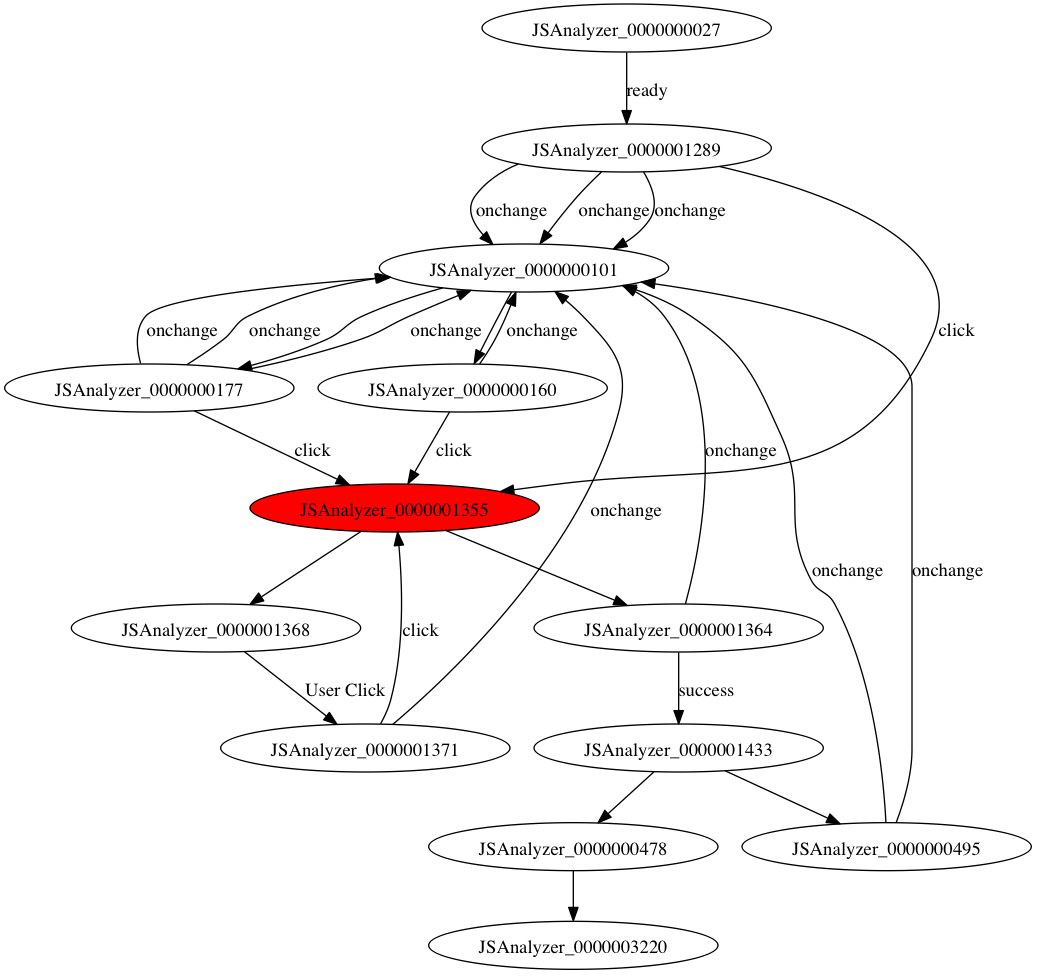 JSAnalyzer_0000000027
ready
JSAnalyzer_0000001289
onchange
onchange
onchange
JSAnalyzer_0000000101
onchange
onchange
onchange
onchange
click
JSAnalyzer_0000000177
JSAnalyzer_0000000160
click
click
onchange
JSAnalyzer_0000001355
onchange
onchange
onchange
JSAnalyzer_0000001368
click
JSAnalyzer_0000001364
User Click
success
JSAnalyzer_0000001371
JSAnalyzer_0000001433
JSAnalyzer_0000000478
JSAnalyzer_0000000495
JSAnalyzer_0000003220